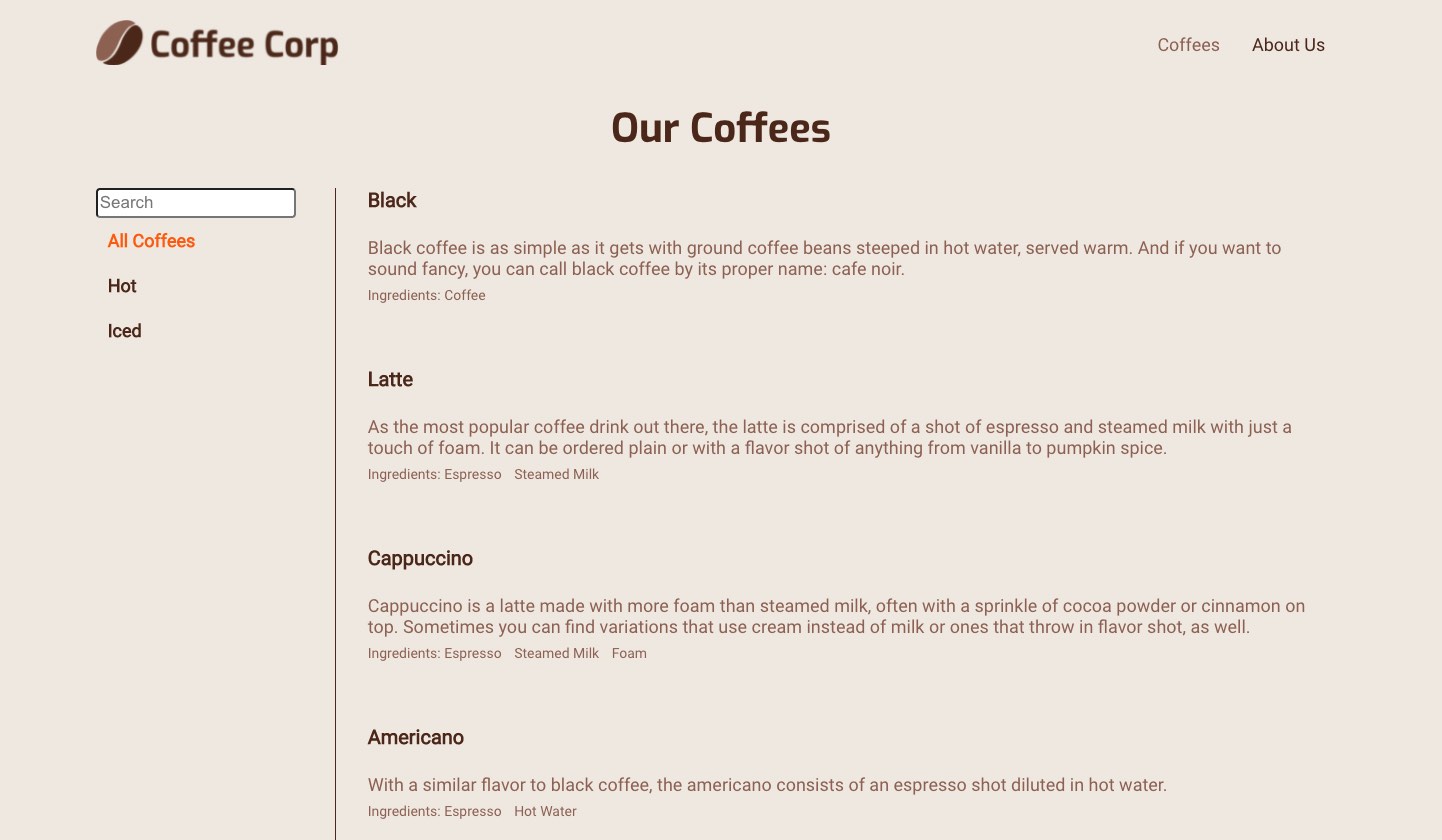 Coffee Corp
Coffees
About Us
Our Coffees
Search
All Coffees
Hot
Iced
Black
Black coffee is as simple as it gets with ground coffee beans steeped in hot water, served warm. And if you want to
sound fancy, you can call black coffee by its proper name: cafe noir.
Ingredients: Coffee
Latte
As the most popular coffee drink out there, the latte is comprised of a shot of espresso and steamed milk with just a
touch of foam. It can be ordered plain or with a flavor shot of anything from vanilla to pumpkin spice.
Ingredients: Espresso Steamed Milk
Cappuccino
Cappuccino is a latte made with more foam than steamed milk, often with a sprinkle of cocoa powder or cinnamon on
top. Sometimes you can find variations that use cream instead of milk or ones that throw in flavor shot, as well.
Ingredients: Espresso Steamed Milk Foam
Americano
With a similar flavor to black coffee, the americano consists of an espresso shot diluted in hot water.
Ingredients: Espresso Hot Water